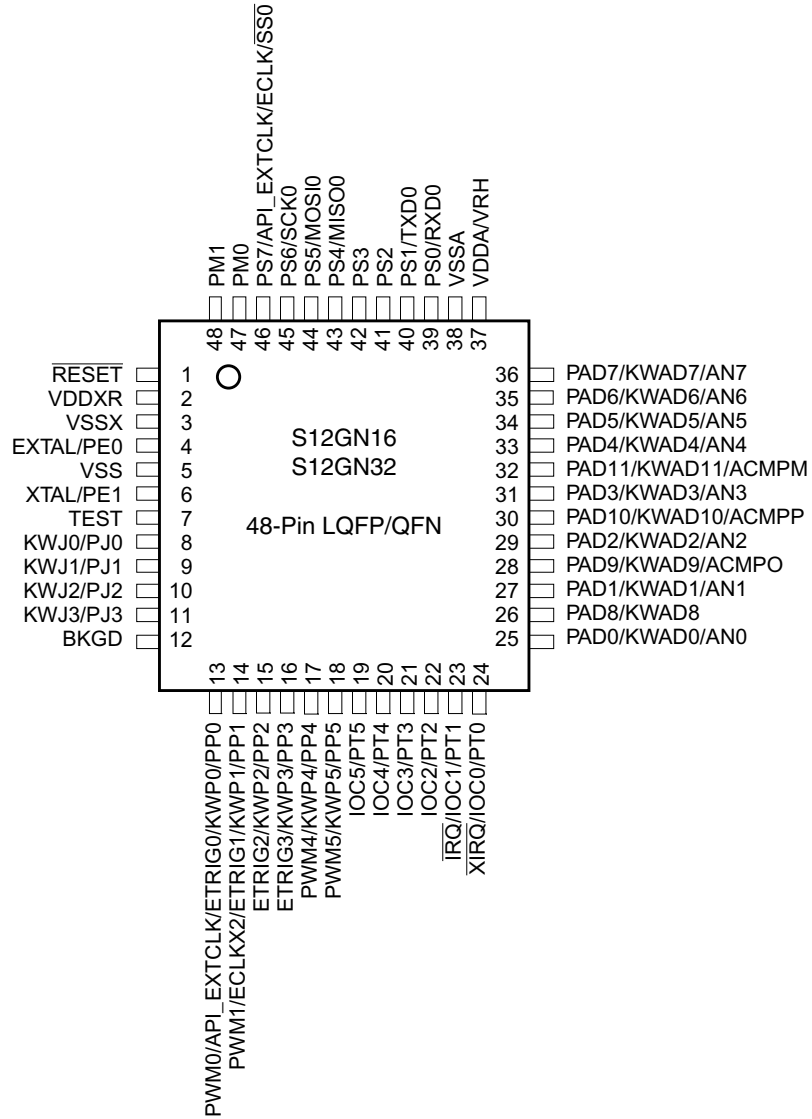 PM1
PM0
PS7/API_EXTCLK/ECLK/SS0
PS6/SCK0
PS5/MOSI0
PS4/MISO0
PS3
PS2
PS1/TXD0
PS0/RXD0
VSSA
VDDA/VRH
48
47
46
45
44
43
42
41
40
39
38
37
RESET 1
VDDXR 2
VSSX 3
EXTAL/PE0 4
VSS 5
XTAL/PE1 6
TEST 7
KWJ0/PJ0 8
KWJ1/PJ1 9
KWJ2/PJ2 10
KWJ3/PJ3 11
BKGD 12
S12GN16
S12GN32
48-Pin LQFP/QFN
36 PAD7/KWAD7/AN7
35 PAD6/KWAD6/AN6
34 PAD5/KWAD5/AN5
33 PAD4/KWAD4/AN4
32 PAD11/KWAD11/ACMPM
31 PAD3/KWAD3/AN3
30 PAD10/KWAD10/ACMPP
29 PAD2/KWAD2/AN2
28 PAD9/KWAD9/ACMPO
27 PAD1/KWAD1/AN1
26 PAD8/KWAD8
25 PAD0/KWAD0/AN0
13
14
15
16
17
18
19
20
21
22
23
24
PWM0/API_EXTCLK/ETRIG0/KWP0/PP0
PWM1/ECLKX2/ETRIG1/KWP1/PP1
ETRIG2/KWP2/PP2
ETRIG3/KWP3/PP3
PWM4/KWP4/PP4
PWM5/KWP5/PP5
IOC5/PT5
IOC4/PT4
IOC3/PT3
IOC2/PT2
IRQ/IOC1/PT1
XIRQ/IOC0/PT0